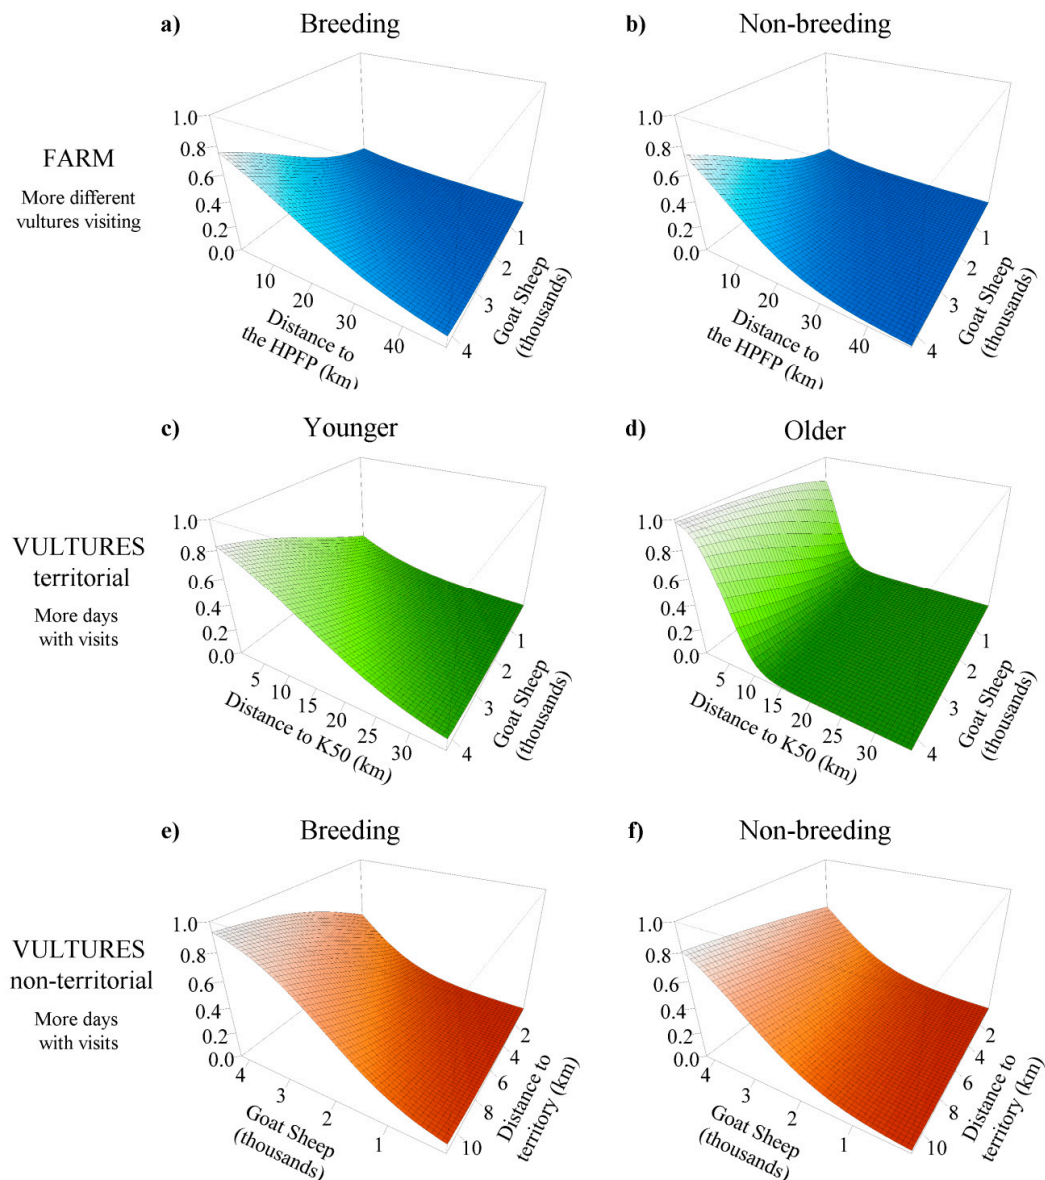 a) Breeding
b) Non-breeding
FARM
More different
vultures visiting
1.0
0.8
0.6
0.4
0.2
0.0
10
20
30
40
Distance to
the HPFP (km)
1
2
3
4
Goat Sheep
(thousands)
1.0
0.8
0.6
0.4
0.2
0.0
10
20
30
40
Distance to
the HPFP (km)
1
2
3
4
Goat Sheep
(thousands)
c) Younger
d) Older
VULTURES
territorial
More days
with visits
1.0
0.8
0.6
0.4
0.2
0.0
5
10
15
20
25
30
Distance to K50 (km)
1
2
3
4
Goat Sheep
(thousands)
1.0
0.8
0.6
0.4
0.2
0.0
5
10
15
20
25
30
Distance to K50 (km)
1
2
3
4
Goat Sheep
(thousands)
e) Breeding
f) Non-breeding
VULTURES
non-territorial
More days
with visits
1.0
0.8
0.6
0.4
0.2
0.0
4
3
2
1
Goat Sheep
(thousands)
2
4
6
8
10
Distance to
territory (km)
1.0
0.8
0.6
0.4
0.2
0.0
4
3
2
1
Goat Sheep
(thousands)
2
4
6
8
10
Distance to
territory (km)